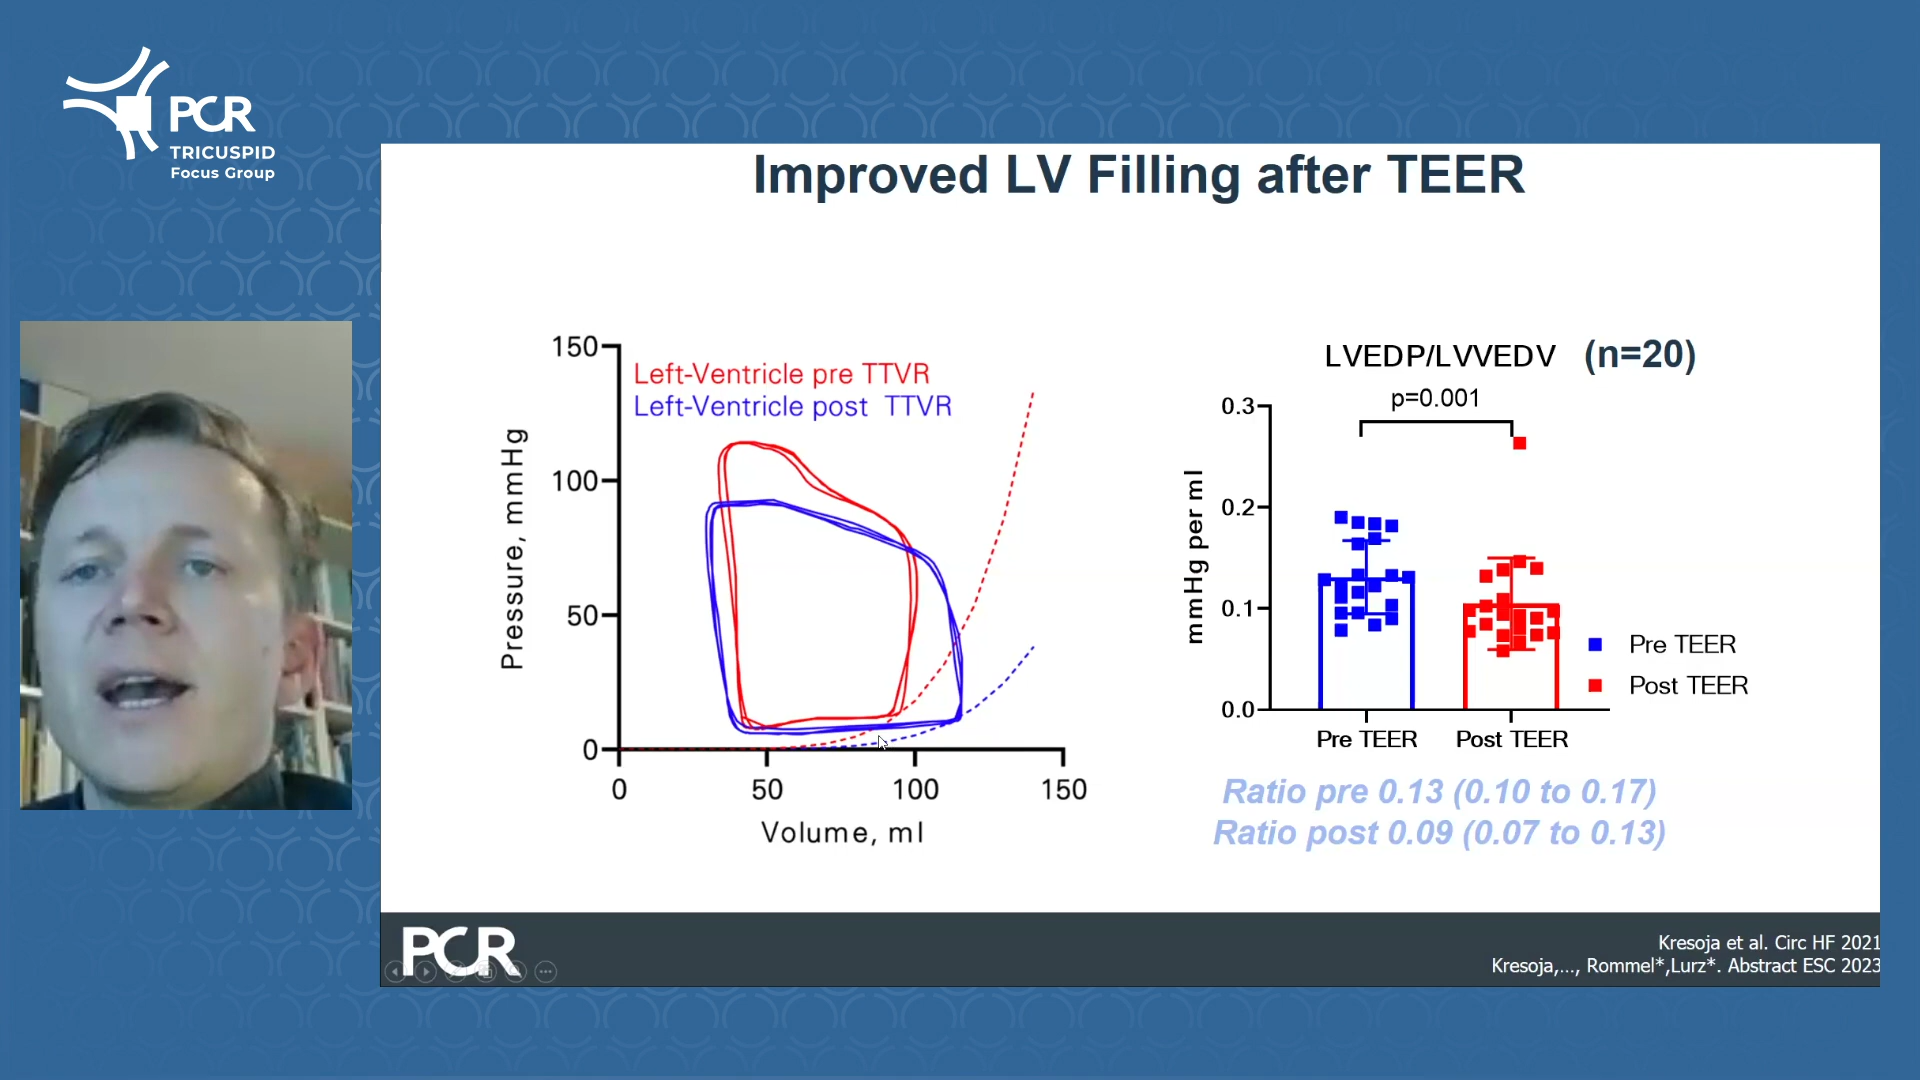 PCR
TRICUSPID
Focus Group
Improved LV Filling after TEER
150
100
50
0
Pressure, mmHg
Left-Ventricle pre TTVR
Left-Ventricle post TTVR
0 50 100 150
Volume, ml
LVEDP/LVVEDV (n=20)
p=0.001
0.3
0.2
0.1
0.0
mmHg per ml
Pre TEER
Post TEER
Pre TEER Post TEER
Ratio pre 0.13 (0.10 to 0.17)
Ratio post 0.09 (0.07 to 0.13)
PCR
Kresoja et al. Circ HF 2021
Kresoja,..., Rommel*,Lurz*. Abstract ESC 2023